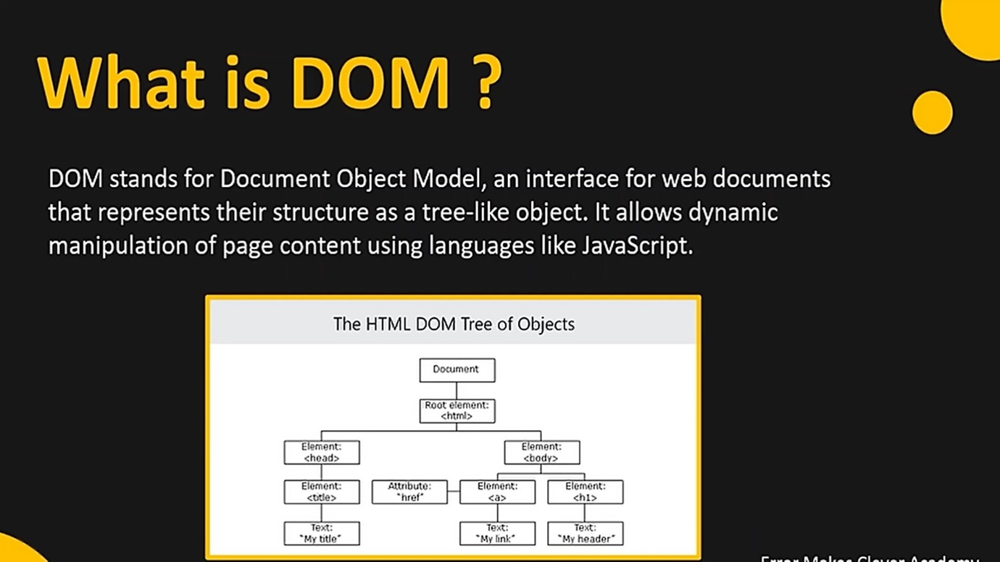 What is DOM ?
DOM stands for Document Object Model, an interface for web documents
that represents their structure as a tree-like object. It allows dynamic
manipulation of page content using languages like JavaScript.
The HTML DOM Tree of Objects
Document
Root element:
<html>
Element:
<head>
Element:
<body>
Element:
<title>
Attribute:
"href"
Element:
<a>
Element:
<h1>
Text:
"My title"
Text:
"My link"
Text:
"My header"
Error Makes Clever Academy